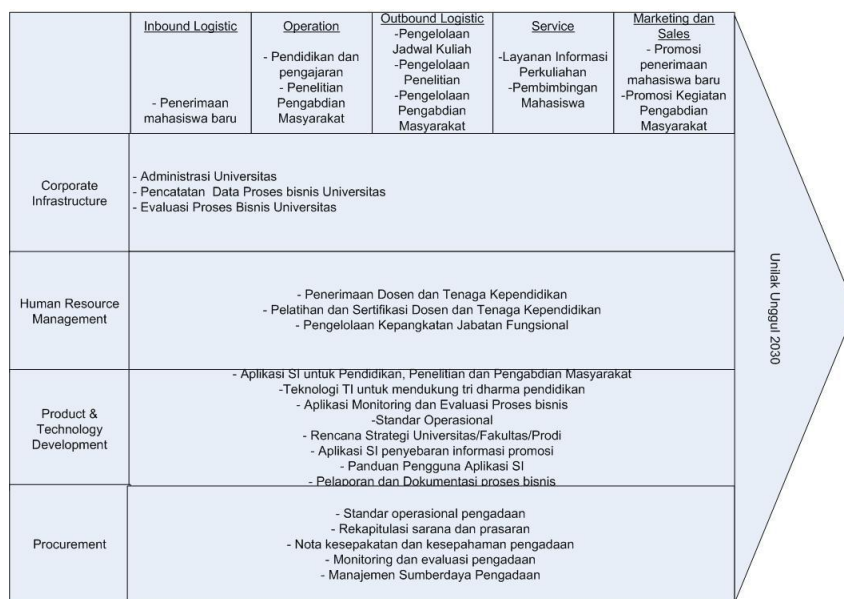 Inbound Logistic
- Penerimaan
mahasiswa baru
Operation
- Pendidikan dan
pengajaran
- Penelitian
Pengabdian
Masyarakat
Outbound Logistic
-Pengelolaan
Jadwal Kuliah
-Pengelolaan
Penelitian
-Pengelolaan
Pengabdian
Masyarakat
Service
-Layanan Informasi
Perkuliahan
-Pembimbingan
Mahasiswa
Marketing dan
Sales
- Promosi
penerimaan
mahasiswa baru
-Promosi Kegiatan
Pengabdian
Masyarakat
Corporate
Infrastructure
- Administrasi Universitas
- Pencatatan Data Proses bisnis Universitas
- Evaluasi Proses Bisnis Universitas
Human Resource
Management
- Penerimaan Dosen dan Tenaga Kependidikan
- Pelatihan dan Sertifikasi Dosen dan Tenaga Kependidikan
- Pengelolaan Kepangkatan Jabatan Fungsional
Product &
Technology
Development
- Aplikasi SI untuk Pendidikan, Penelitian dan Pengabdian Masyarakat
-Teknologi TI untuk mendukung tri dharma pendidikan
- Aplikasi Monitoring dan Evaluasi Proses bisnis
-Standar Operasional
- Rencana Strategi Universitas/Fakultas/Prodi
- Aplikasi SI penyebaran informasi promosi
- Panduan Pengguna Aplikasi SI
- Pelaporan dan Dokumentasi proses bisnis
Procurement
- Standar operasional pengadaan
- Rekapitulasi sarana dan prasaran
- Nota kesepakatan dan kesepahaman pengadaan
- Monitoring dan evaluasi pengadaan
- Manajemen Sumberdaya Pengadaan
Unilak Unggul 2030